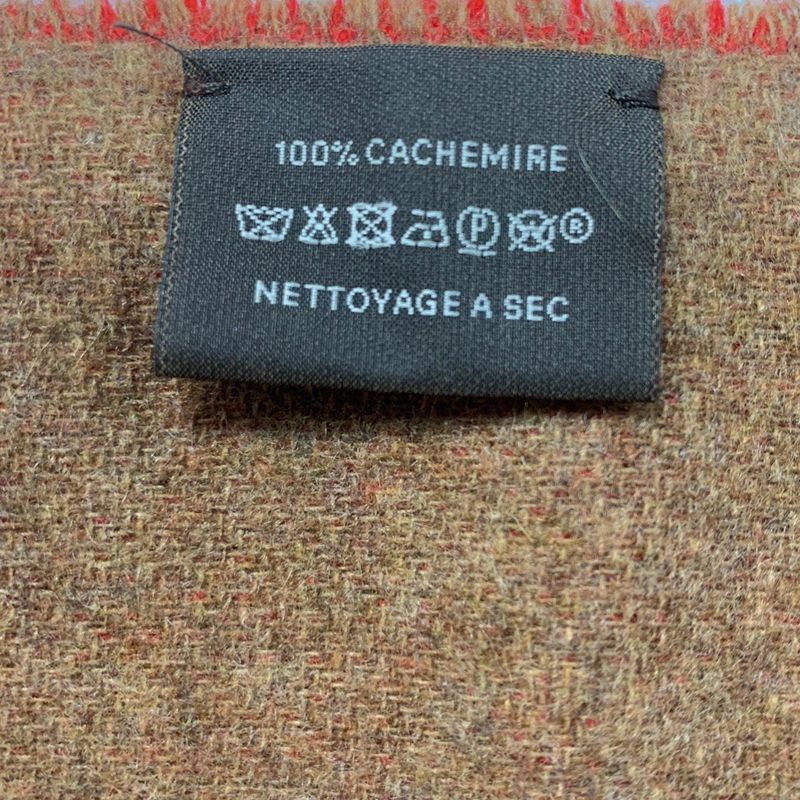 100% CACHEMIRE
P W ®
NETTOYAGE A SEC